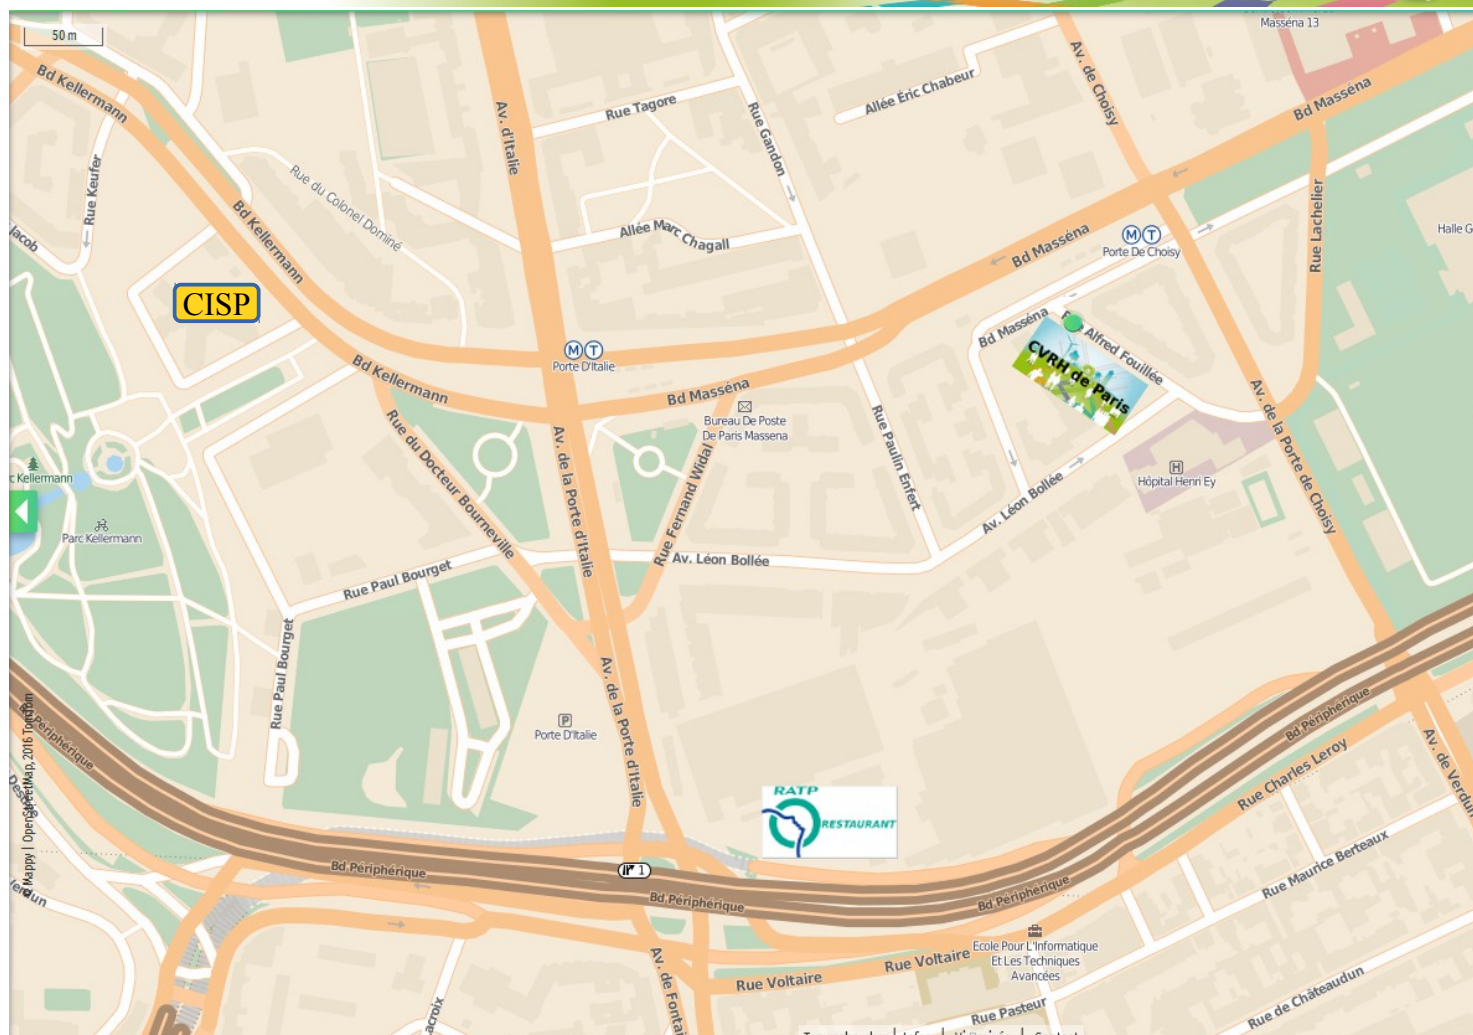 Masséna 13
50 m
Bd Kellermann
Av. d'Italie
Rue Tagore
Rue Gandon
Allée Éric Chabeur
Av. de Choisy
Bd Masséna
Rue Keufer
Rue du Colonel Dominé
Jacob
Bd Kellermann
Allée Marc Chagall
Bd Masséna
M T
Porte De Choisy
Rue Lachelier
Halle G
CISP
M T
Porte D'Italie
Bd Masséna
Alfred Fouillée
CVRH de Paris
Bd Kellermann
Bd Masséna
Bureau De Poste
De Paris Massena
Rue du Docteur Bourneville
Av. de la Porte d'Italie
Rue Fernand Widal
Rue Paulin Enfert
Av. de la Porte de Choisy
H
Hôpital Henri Ey
Av. Léon Bollée
c Kellermann
Parc Kellermann
Rue Paul Bourget
Av. Léon Bollée
Rue Paul Bourget
Av. de la Porte d'Italie
P
Porte D'Italie
Bd Périphérique
Bd Périphérique
Rue Charles Leroy
Av. de Verdun
© Mappy | OpenStreetMap, 2016 TomTom
RATP
RESTAURANT
Rue Maurice Berteaux
Bd Périphérique
1
Bd Périphérique
Bd Périphérique
erdun
Ecole Pour L'Informatique
Et Les Techniques
Avancées
Rue Voltaire
Rue Voltaire
Av. de Fontai
acroix
Rue Pasteur
Rue de Châteaudun